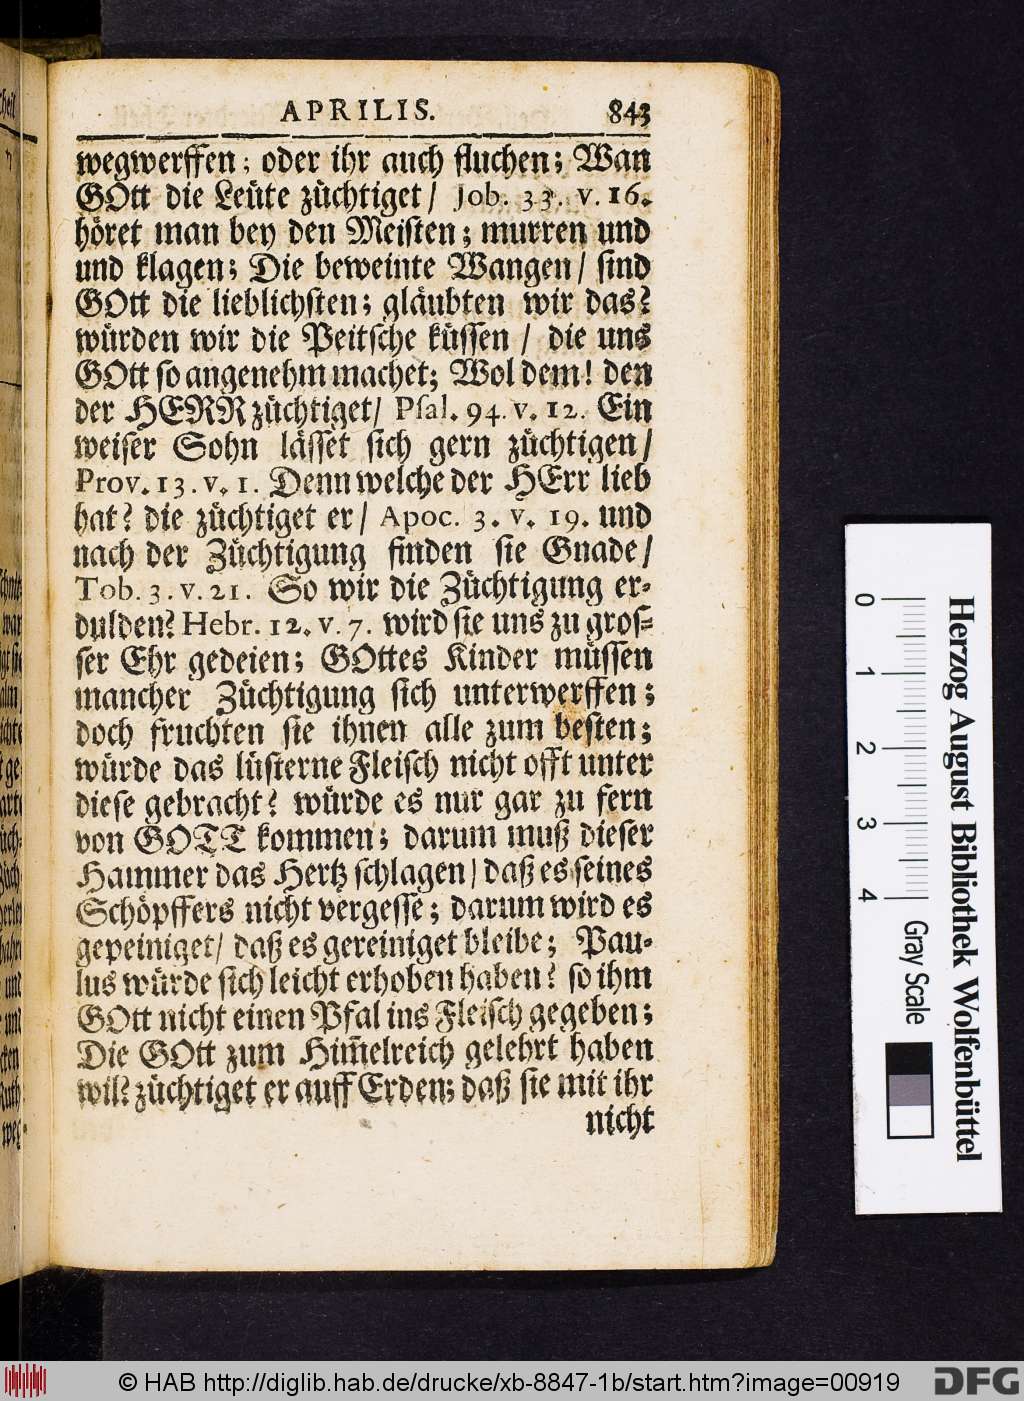 APRILIS. 843
wegwerffen; oder ihr auch fluchen; Wan
GOtt die Leüte züchtiget / Job. 33. v. 16.
höret man bey den Meisten; murren und
und klagen; Die beweinte Wangen / sind
GOtt die lieblichsten; gläubten wir das?
würden wir die Peitsche küssen / die uns
GOtt so angenehm machet; Wol dem! den
der HERR züchtiget / Psal. 94. v. 12. Ein
weiser Sohn lässet sich gern züchtigen /
Prov. 13. v. 1. Denn welche der HErr lieb
hat? die züchtiget er / Apoc. 3. v. 19. und
nach der Züchtigung finden sie Gnade /
Tob. 3. v. 21. So wir die Züchtigung er-
dulden? Hebr. 12. v. 7. wird sie uns zu gros-
ser Ehr gedeien; GOttes Kinder müssen
mancher Züchtigung sich unterwerffen;
doch fruchten sie ihnen alle zum besten;
würde das lüsterne Fleisch nicht offt unter
diese gebracht? würde es nur gar zu fern
von GOTT kommen; darum muß dieser
Hammer das Hertz schlagen / daß es seines
Schöpffers nicht vergesse; darum wird es
gepeiniget / daß es gereiniget bleibe; Pau-
lus würde sich leicht erhoben haben? so ihm
GOtt nicht einen Pfal ins Fleisch gegeben;
Die GOtt zum Him̃elreich gelehrt haben
wil? züchtiget er auff Erden; daß sie mit ihr
nicht
0 1 2 3 4
Gray Scale
Herzog August Bibliothek Wolfenbüttel
© HAB http://diglib.hab.de/drucke/xb-8847-1b/start.htm?image=00919
DFG